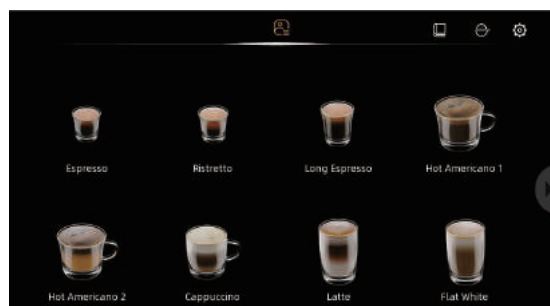 Espresso
Ristretto
Long Espresso
Hot Americano 1
Hot Americano 2
Cappuccino
Latte
Flat White